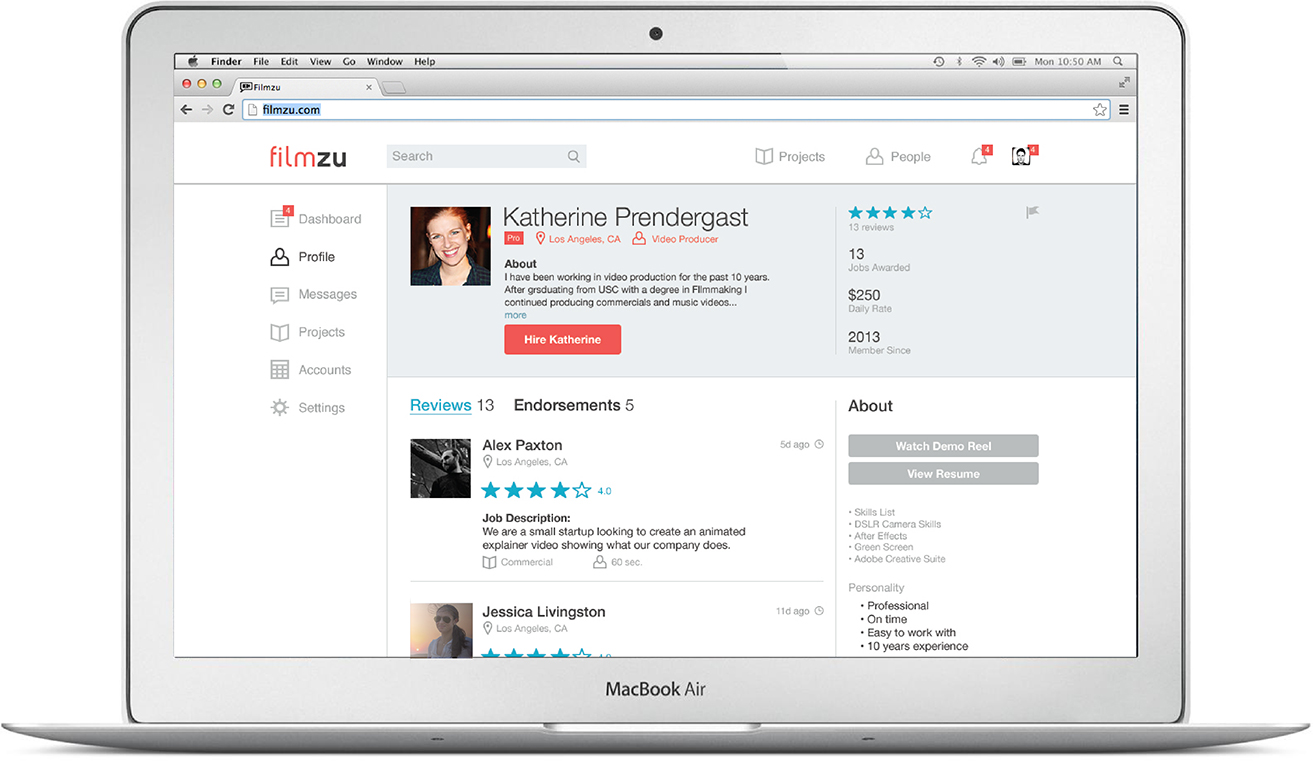 Finder File Edit View Go Window Help Mon 10:50 AM
Filmzu
filmzu.com
filmzu Search Projects People 4 4
4 Dashboard
Profile
Messages
Projects
Accounts
Settings
Katherine Prendergast
Pro Los Angeles, CA Video Producer
About
I have been working in video production for the past 10 years.
After grsduating from USC with a degree in FIlmmaking I
continued producing commercials and music videos...
more
Hire Katherine
13 reviews
13
Jobs Awarded
$250
Daily Rate
2013
Member Since
Reviews 13 Endorsements 5
Alex Paxton 5d ago
Los Angeles, CA
4.0
Job Description:
We are a small startup looking to create an animated
explainer video showing what our company does.
Commercial 60 sec.
Jessica Livingston 11d ago
Los Angeles, CA
About
Watch Demo Reel
View Resume
• Skills List
• DSLR Camera Skills
• After Effects
• Green Screen
• Adobe Creative Suite
Personality
• Professional
• On time
• Easy to work with
• 10 years experience
MacBook Air